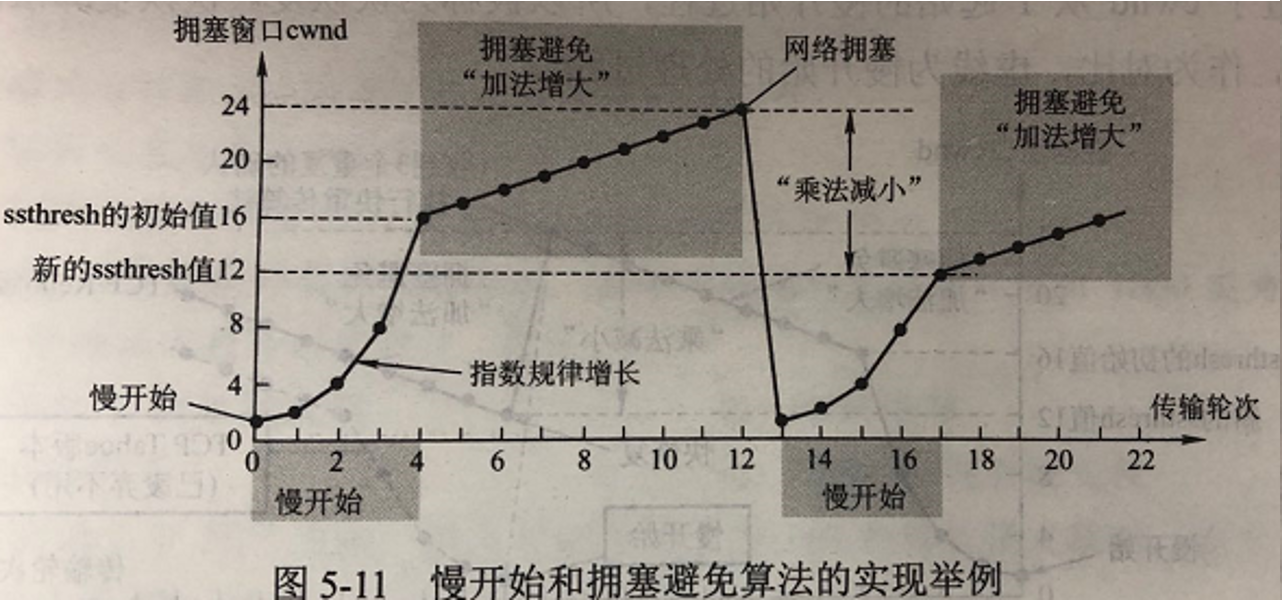 拥塞窗口cwnd
拥塞避免
“加法增大”
网络拥塞
拥塞避免
“加法增大”
24
20
“乘法减小”
ssthresh的初始值16
新的ssthresh值12
8
4
指数规律增长
慢开始
传输轮次
0
0 2 4 6 8 10 12 14 16 18 20 22
慢开始
慢开始
图 5-11 慢开始和拥塞避免算法的实现举例